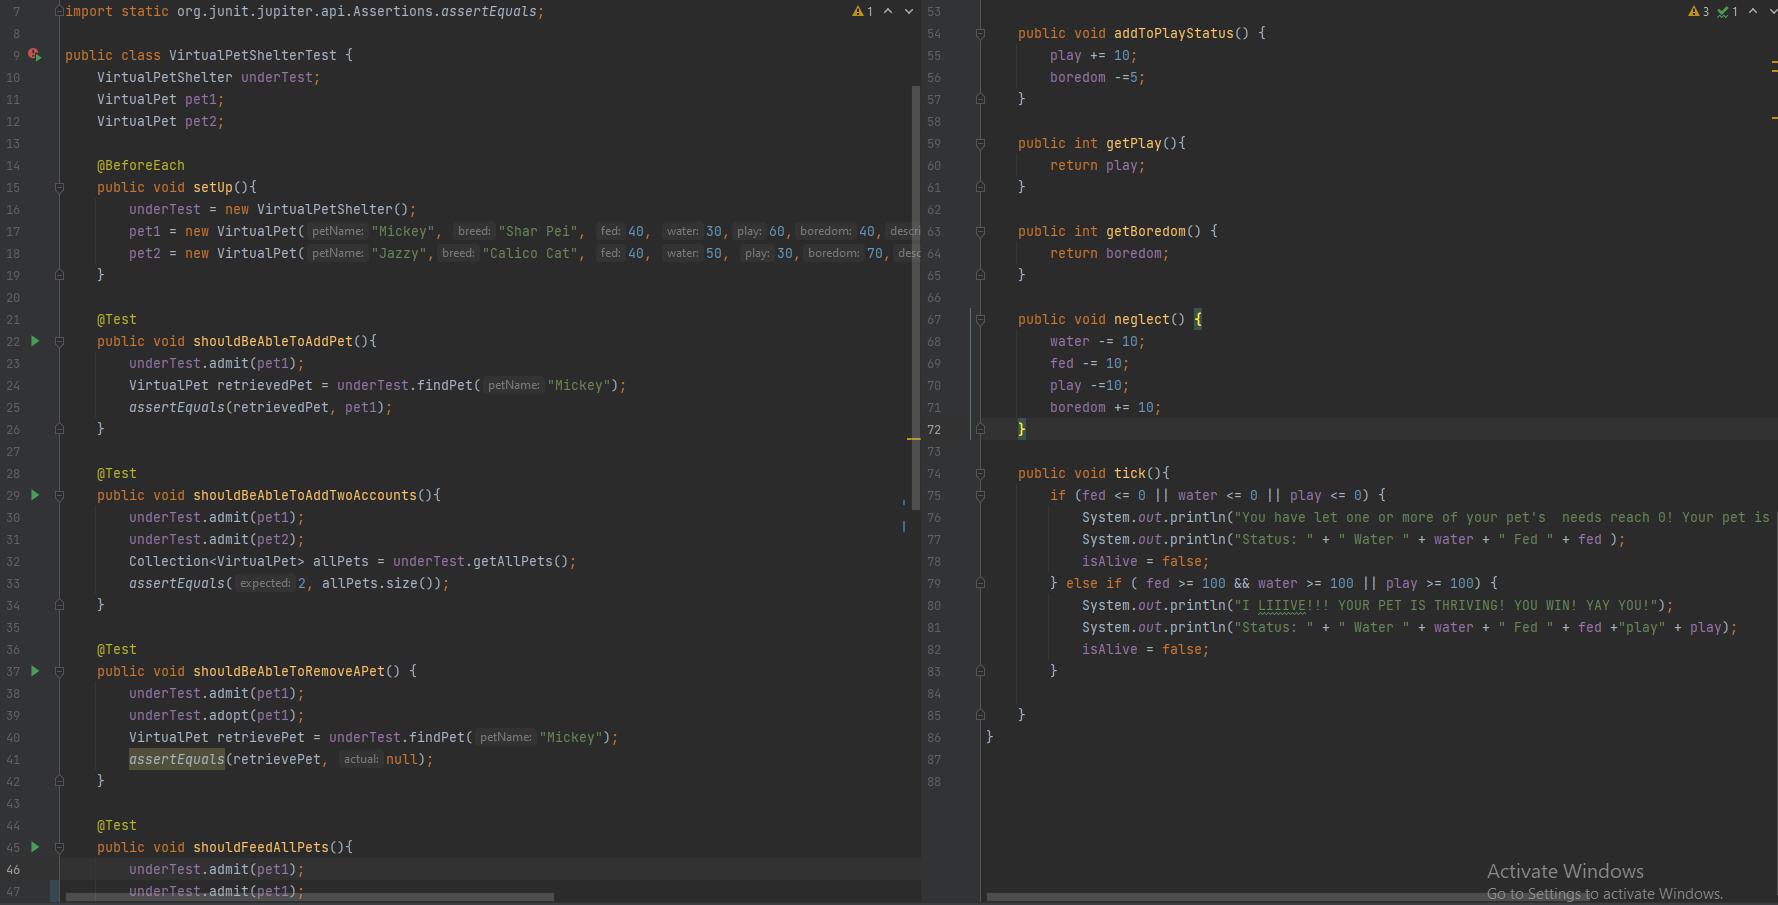 7 import static org.junit.jupiter.api.Assertions.assertEquals; 1
8
9 public class VirtualPetShelterTest {
10 VirtualPetShelter underTest;
11 VirtualPet pet1;
12 VirtualPet pet2;
13
14 @BeforeEach
15 public void setUp(){
16 underTest = new VirtualPetShelter();
17 pet1 = new VirtualPet( petName: "Mickey", breed: "Shar Pei", fed: 40, water: 30, play: 60, boredom: 40, descri
18 pet2 = new VirtualPet( petName: "Jazzy", breed: "Calico Cat", fed: 40, water: 50, play: 30, boredom: 70, desc
19 }
20
21 @Test
22 public void shouldBeAbleToAddPet(){
23 underTest.admit(pet1);
24 VirtualPet retrievedPet = underTest.findPet( petName: "Mickey");
25 assertEquals(retrievedPet, pet1);
26 }
27
28 @Test
29 public void shouldBeAbleToAddTwoAccounts(){
30 underTest.admit(pet1);
31 underTest.admit(pet2);
32 Collection<VirtualPet> allPets = underTest.getAllPets();
33 assertEquals( expected: 2, allPets.size());
34 }
35
36 @Test
37 public void shouldBeAbleToRemoveAPet() {
38 underTest.admit(pet1);
39 underTest.adopt(pet1);
40 VirtualPet retrievePet = underTest.findPet( petName: "Mickey");
41 assertEquals(retrievePet, actual: null);
42 }
43
44 @Test
45 public void shouldFeedAllPets(){
46 underTest.admit(pet1);
47 underTest.admit(pet1);
53 3 1
54 public void addToPlayStatus() {
55 play += 10;
56 boredom -=5;
57 }
58
59 public int getPlay(){
60 return play;
61 }
62
63 public int getBoredom() {
64 return boredom;
65 }
66
67 public void neglect() {
68 water -= 10;
69 fed -= 10;
70 play -=10;
71 boredom += 10;
72 }
73
74 public void tick(){
75 if (fed <= 0 || water <= 0 || play <= 0) {
76 System.out.println("You have let one or more of your pet's  needs reach 0! Your pet is
77 System.out.println("Status: " + " Water " + water + " Fed " + fed );
78 isAlive = false;
79 } else if ( fed >= 100 && water >= 100 || play >= 100) {
80 System.out.println("I LIIIVE!!! YOUR PET IS THRIVING! YOU WIN! YAY YOU!");
81 System.out.println("Status: " + " Water " + water + " Fed " + fed +"play" + play);
82 isAlive = false;
83 }
84
85 }
86 }
87
88
Activate Windows
Go to Settings to activate Windows.